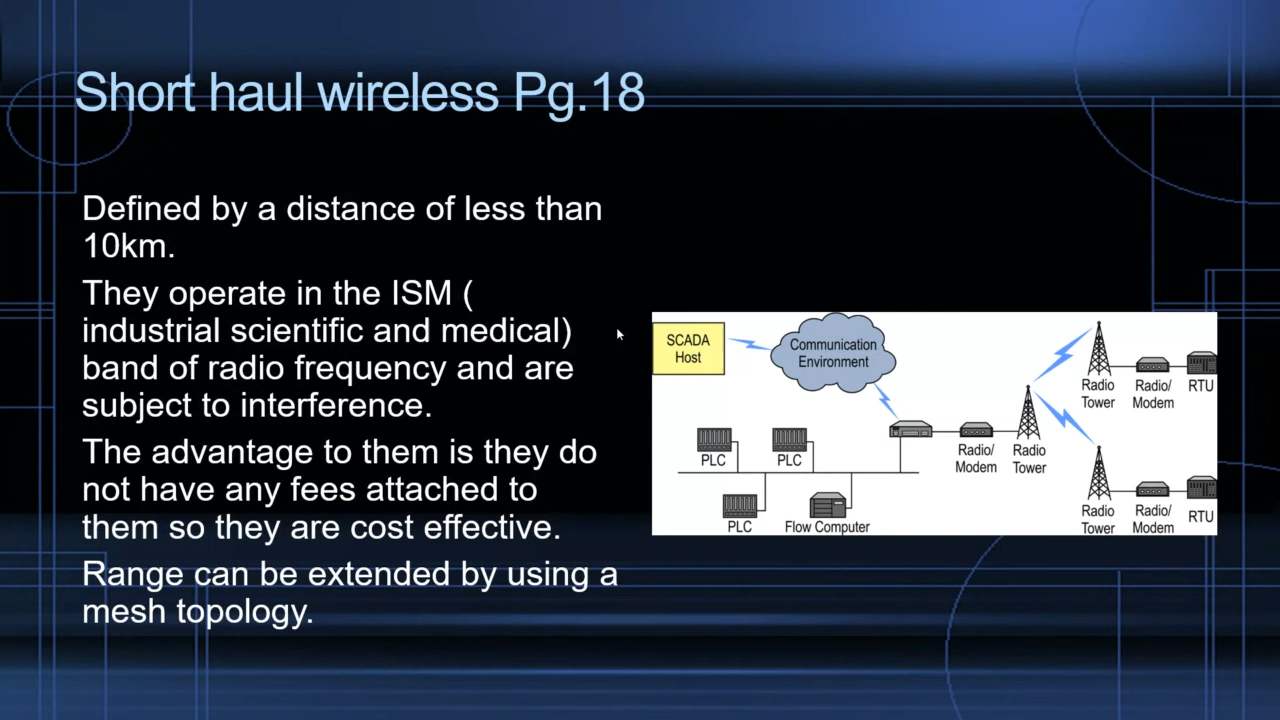 Short haul wireless Pg.18
Defined by a distance of less than
10km.
They operate in the ISM (
industrial scientific and medical)
band of radio frequency and are
subject to interference.
The advantage to them is they do
not have any fees attached to
them so they are cost effective.
Range can be extended by using a
mesh topology.
SCADA
Host
Communication
Environment
Radio
Tower
Radio/
Modem
RTU
PLC
PLC
Radio/
Modem
Radio
Tower
PLC
Flow Computer
Radio
Tower
Radio/
Modem
RTU